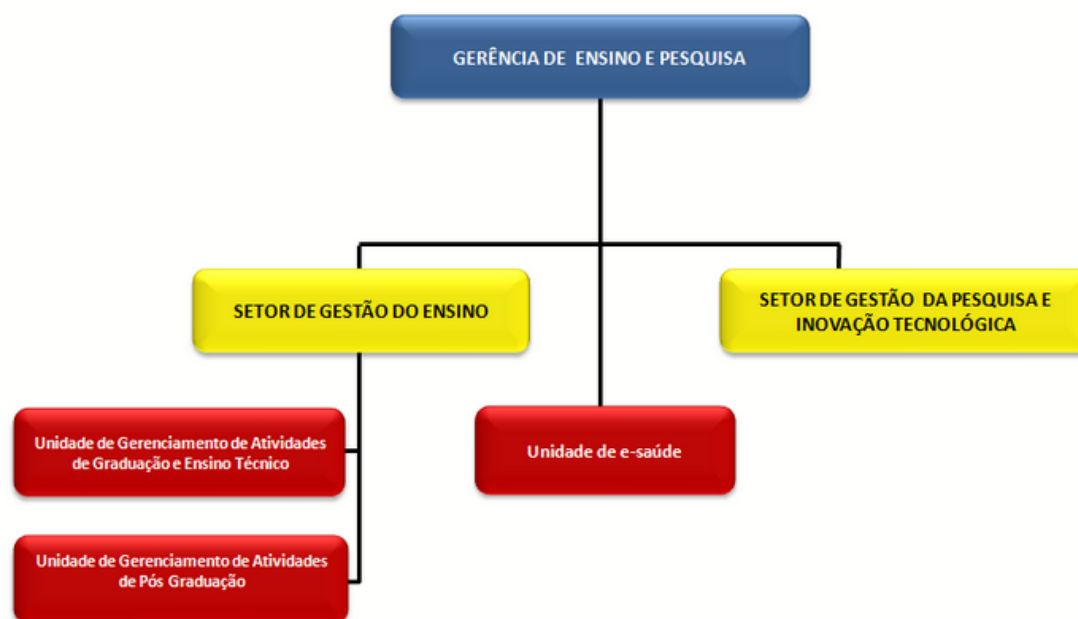 GERÊNCIA DE ENSINO E PESQUISA
SETOR DE GESTÃO DO ENSINO
SETOR DE GESTÃO DA PESQUISA E
INOVAÇÃO TECNOLÓGICA
Unidade de Gerenciamento de Atividades
de Graduação e Ensino Técnico
Unidade de e-saúde
Unidade de Gerenciamento de Atividades
de Pós Graduação